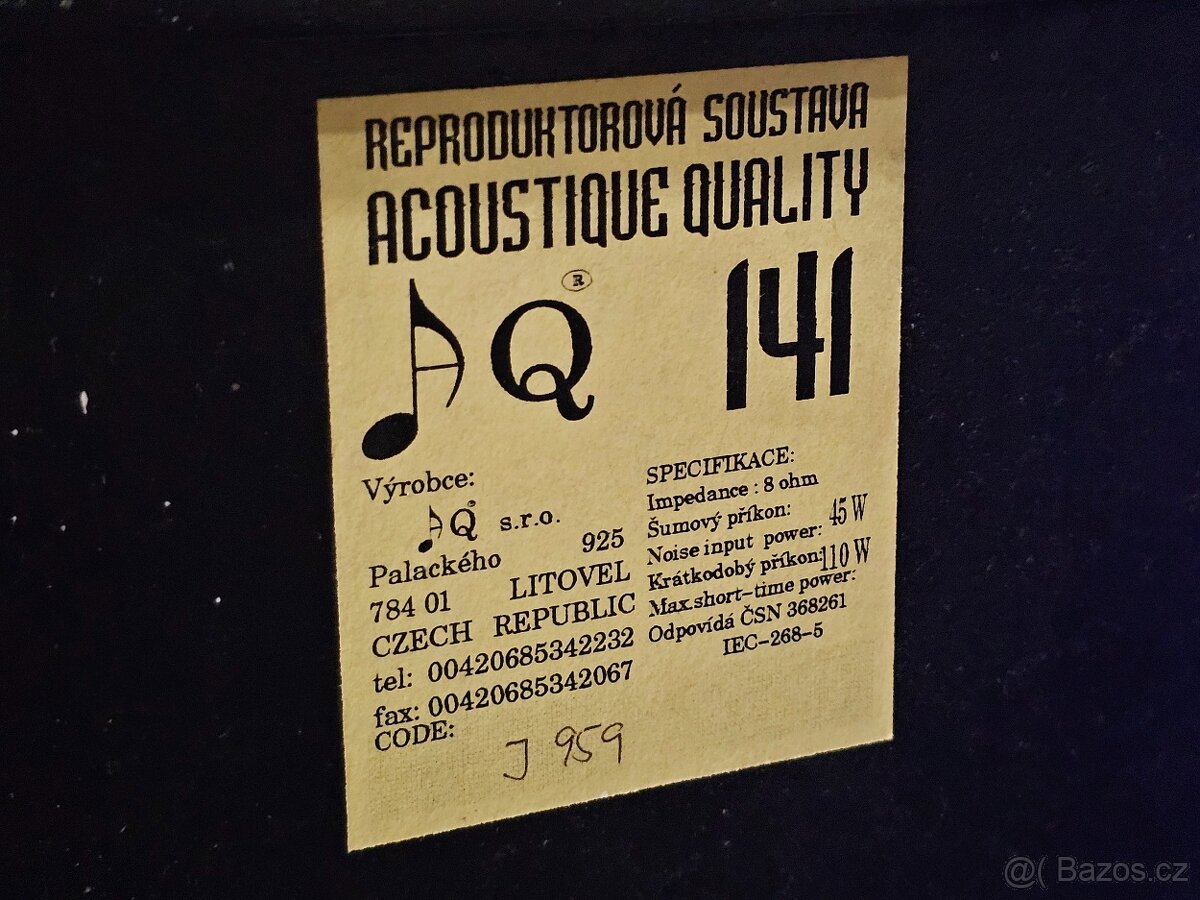 REPRODUKTOROVÁ SOUSTAVA
ACOUSTIQUE QUALITY
AQ ®
141
Výrobce:
AQ® s.r.o.
Palackého 925
784 01 LITOVEL
CZECH REPUBLIC
tel: 00420685342232
fax: 00420685342067
CODE:
J 959
SPECIFIKACE:
Impedance : 8 ohm
Šumový příkon:
Noise input power: 45 W
Krátkodobý příkon:
Max.short-time power: 110 W
Odpovídá ČSN 368261
IEC-268-5
@( Bazos.cz